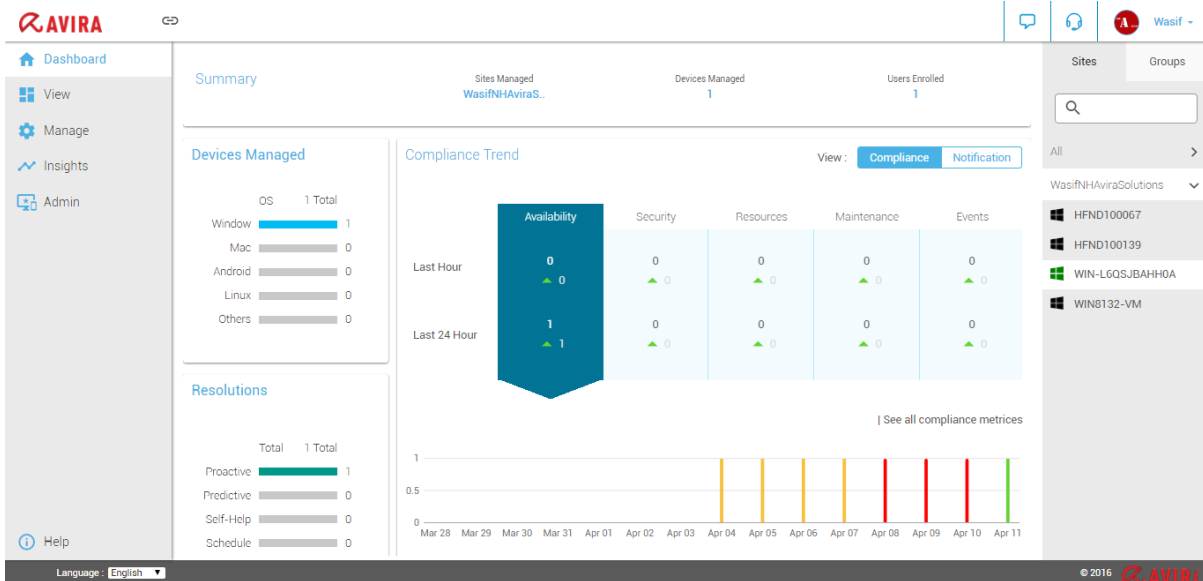 AVIRA
Wasif
Dashboard
View
Manage
Insights
Admin
Help
Summary
Sites Managed
WasifNHAviraS..
Devices Managed
1
Users Enrolled
1
Devices Managed
OS 1 Total
Window 1
Mac 0
Android 0
Linux 0
Others 0
Resolutions
Total 1 Total
Proactive 1
Predictive 0
Self-Help 0
Schedule 0
Compliance Trend
View : Compliance Notification
Availability Security Resources Maintenance Events
Last Hour
0 0 0 0 0
0 0 0 0 0
Last 24 Hour
1 0 0 0 0
1 0 0 0 0
| See all compliance metrices
1
0.5
0
Mar 28 Mar 29 Mar 30 Mar 31 Apr 01 Apr 02 Apr 03 Apr 04 Apr 05 Apr 06 Apr 07 Apr 08 Apr 09 Apr 10 Apr 11
Sites Groups
All
WasifNHAviraSolutions
HFND100067
HFND100139
WIN-L6QSJBAHH0A
WIN8132-VM
Language : English
© 2016 AVIRA